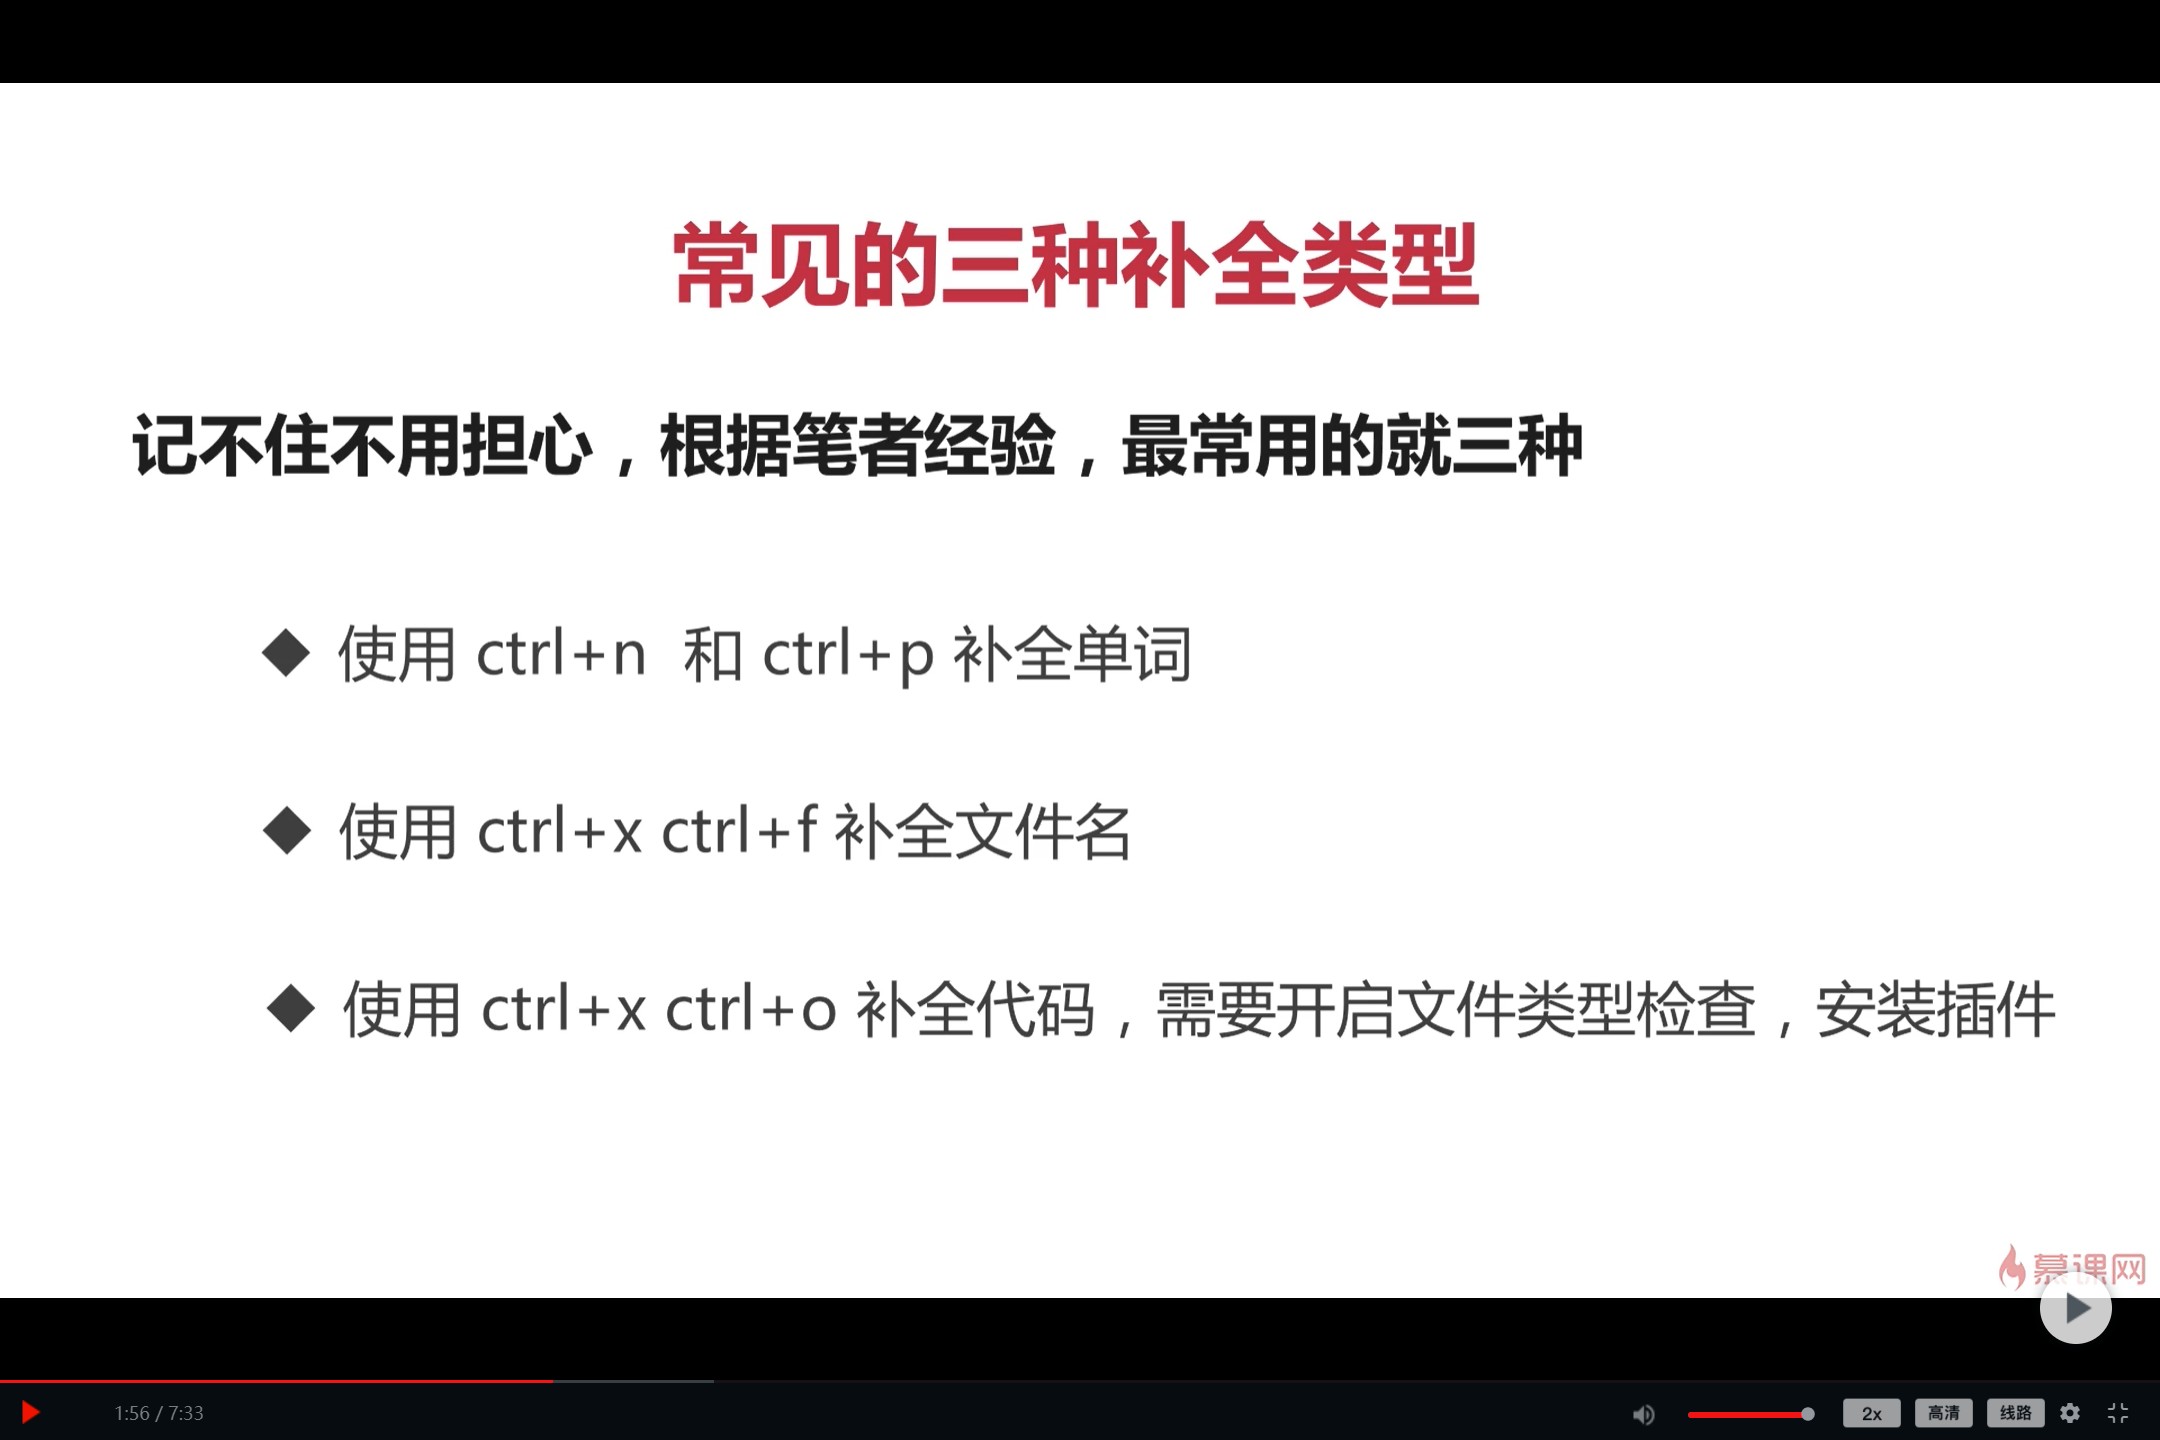 常见的三种补全类型
记不住不用担心，根据笔者经验，最常用的就三种
◆ 使用 ctrl+n 和 ctrl+p 补全单词
◆ 使用 ctrl+x ctrl+f 补全文件名
◆ 使用 ctrl+x ctrl+o 补全代码，需要开启文件类型检查，安装插件
慕课网
1:56 / 7:33
2x
高清
线路